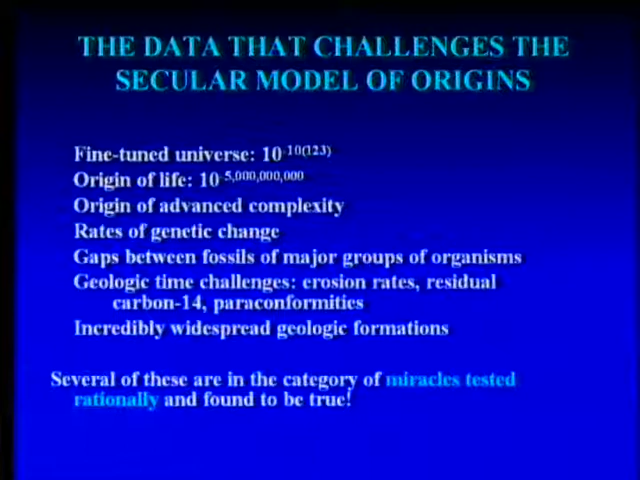 THE DATA THAT CHALLENGES THE
SECULAR MODEL OF ORIGINS
Fine-tuned universe: 10-10(123)
Origin of life: 10-5,000,000,000
Origin of advanced complexity
Rates of genetic change
Gaps between fossils of major groups of organisms
Geologic time challenges: erosion rates, residual
carbon-14, paraconformities
Incredibly widespread geologic formations
Several of these are in the category of miracles tested
rationally and found to be true!